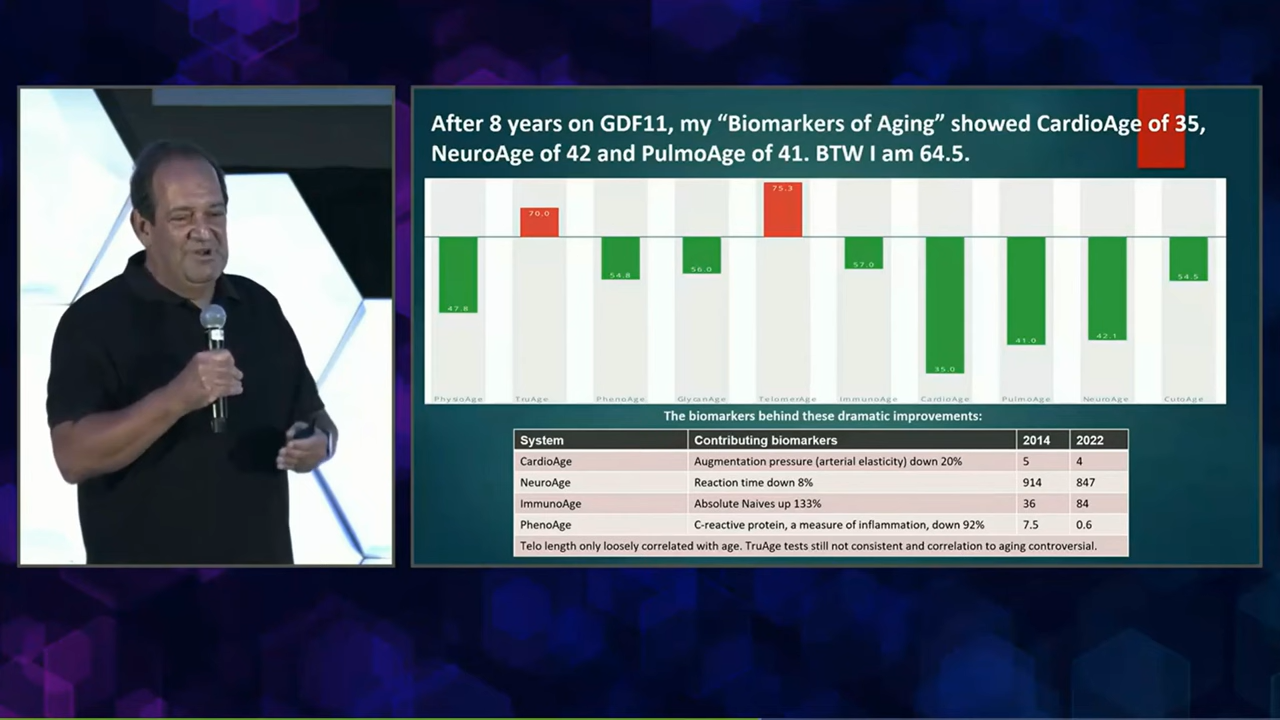 After 8 years on GDF11, my “Biomarkers of Aging” showed CardioAge of 35,
NeuroAge of 42 and PulmoAge of 41. BTW I am 64.5.
75.3
70.0
47.8
54.8
56.0
57.0
35.0
41.0
42.1
54.5
PhysioAge TruAge PhenoAge GlycanAge TelomerAge ImmunoAge CardioAge PulmoAge NeuroAge CutoAge
The biomarkers behind these dramatic improvements:
System Contributing biomarkers 2014 2022
CardioAge Augmentation pressure (arterial elasticity) down 20% 5 4
NeuroAge Reaction time down 8% 914 847
ImmunoAge Absolute Naives up 133% 36 84
PhenoAge C-reactive protein, a measure of inflammation, down 92% 7.5 0.6
Telo length only loosely correlated with age. TruAge tests still not consistent and correlation to aging controversial.